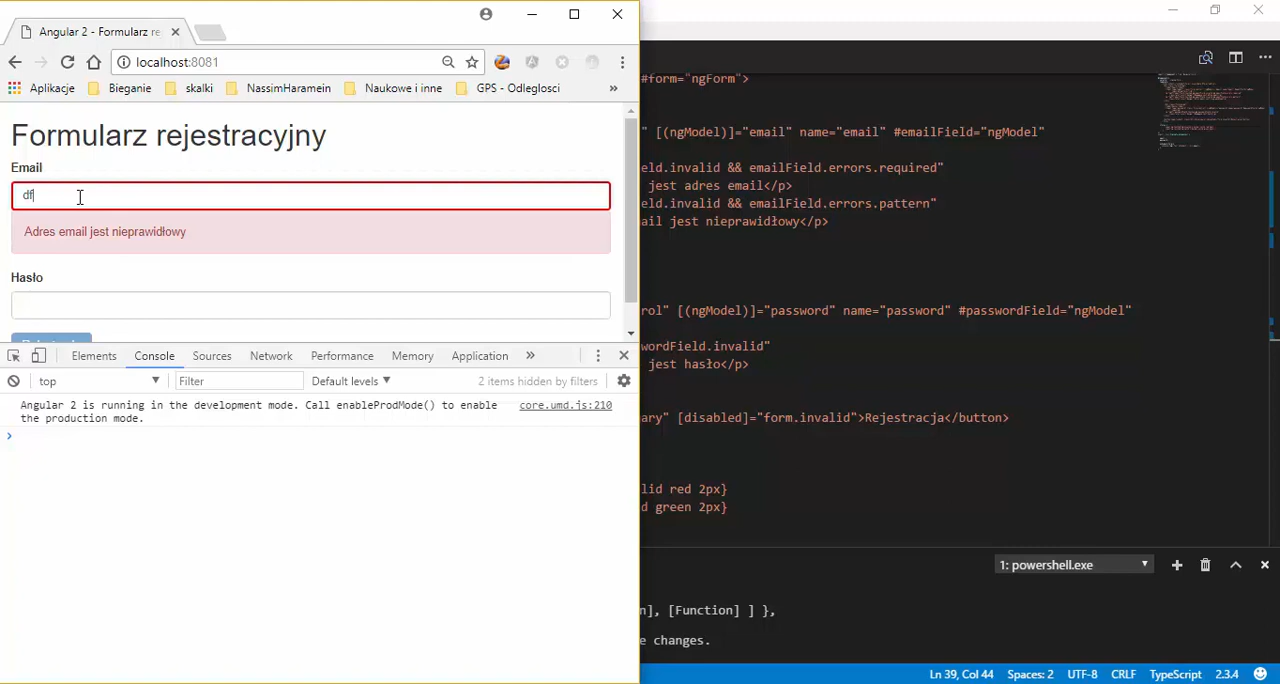 Angular 2 - Formularz re
localhost:8081
Aplikacje
Bieganie
skalki
NassimHaramein
Naukowe i inne
GPS - Odleglosci
»
Formularz rejestracyjny
Email
df
Adres email jest nieprawidłowy
Hasło
Elements
Console
Sources
Network
Performance
Memory
Application
»
top
Filter
Default levels
2 items hidden by filters
Angular 2 is running in the development mode. Call enableProdMode() to enable
the production mode.
core.umd.js:210
#form="ngForm">
" [(ngModel)]="email" name="email" #emailField="ngModel"
ld.invalid && emailField.errors.required"
jest adres email</p>
ld.invalid && emailField.errors.pattern"
ail jest nieprawidłowy</p>
rol" [(ngModel)]="password" name="password" #passwordField="ngModel"
wordField.invalid"
jest hasło</p>
ary" [disabled]="form.invalid">Rejestracja</button>
lid red 2px}
d green 2px}
1: powershell.exe
n], [Function] ] },
e changes.
Ln 39, Col 44
Spaces: 2
UTF-8
CRLF
TypeScript
2.3.4